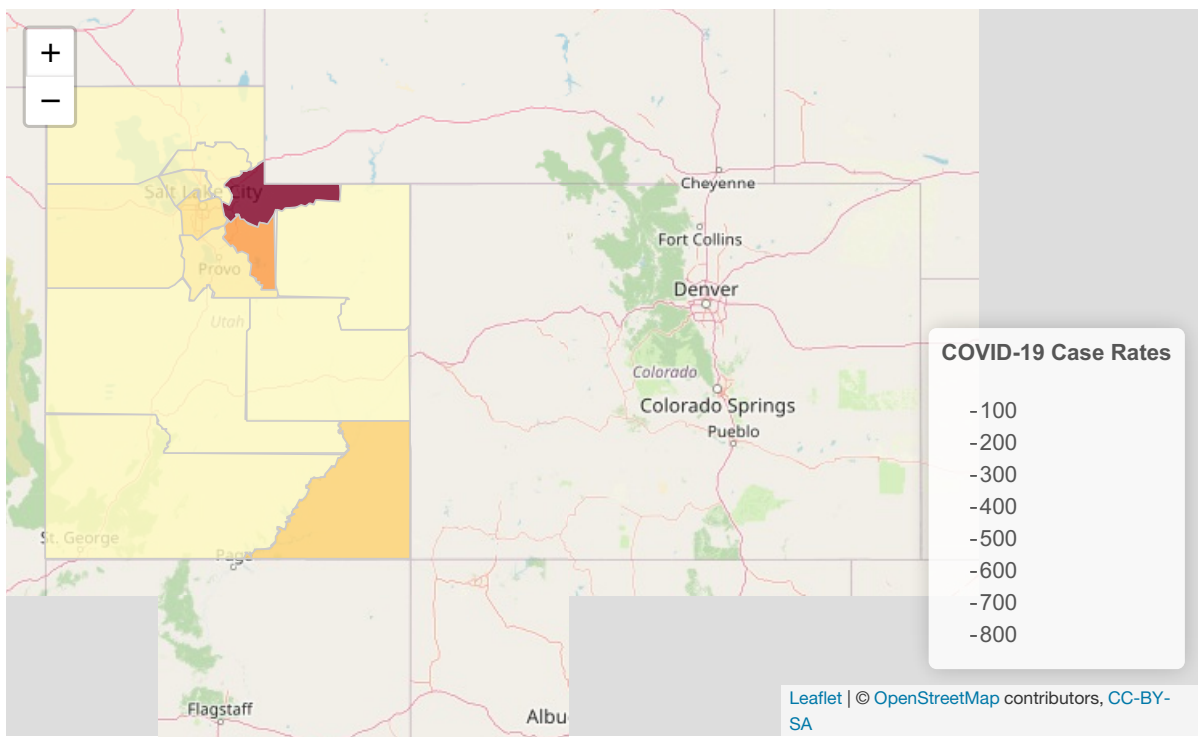 +
−
Cheyenne
Salt Lake City
Fort Collins
Provo
Denver
Utah
COVID-19 Case Rates
Colorado
-100
Colorado Springs
-200
Pueblo
-300
-400
-500
St. George
Page
-600
-700
-800
Leaflet | © OpenStreetMap contributors, CC-BY-
SA
Flagstaff
Albu